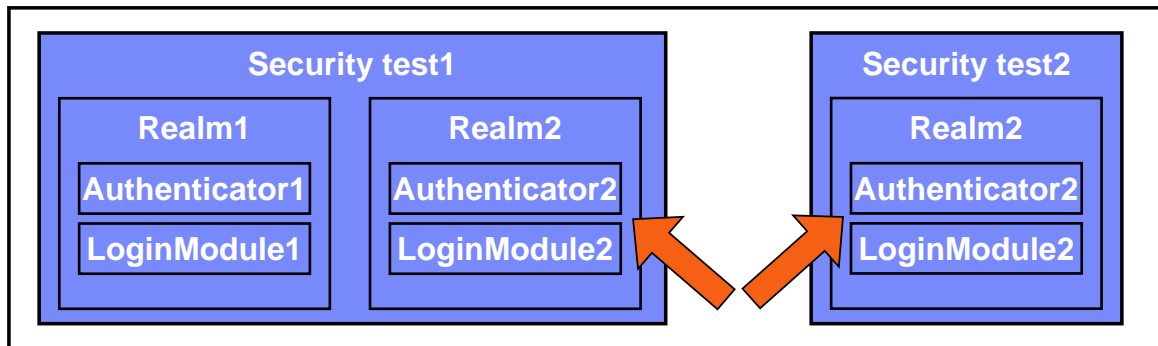 Security test1
Realm1
Authenticator1
LoginModule1
Realm2
Authenticator2
LoginModule2
Security test2
Realm2
Authenticator2
LoginModule2